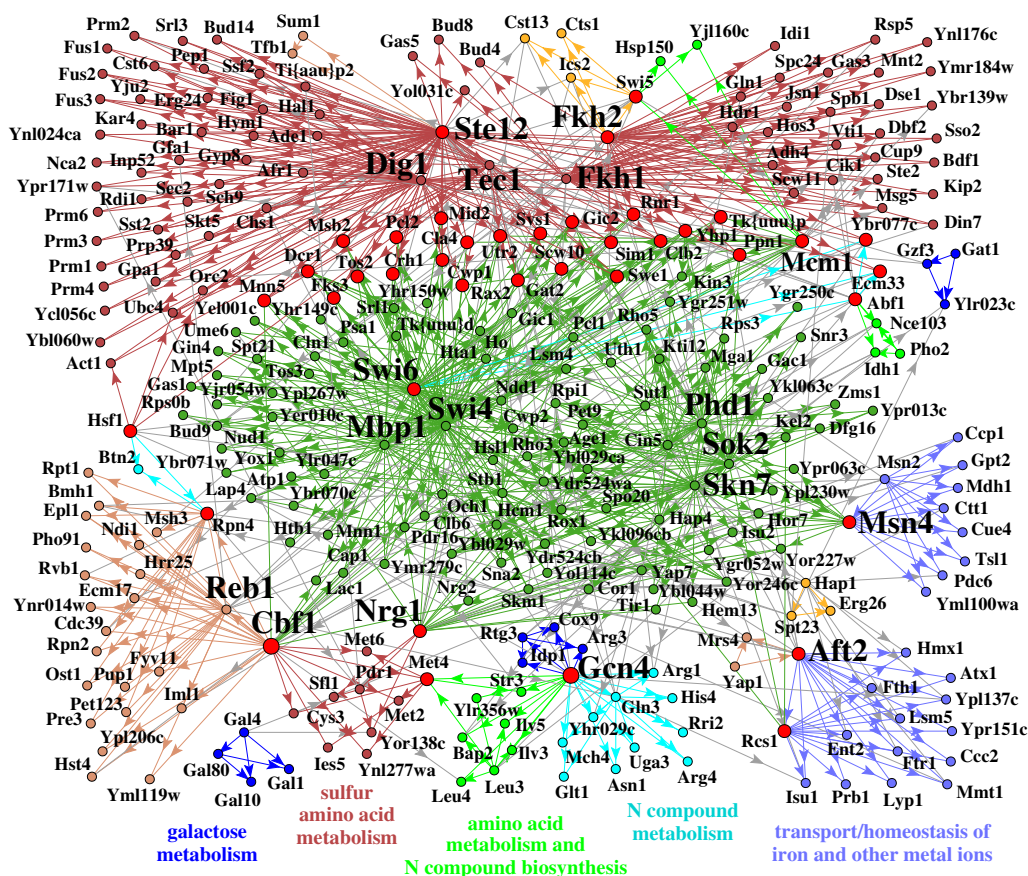 Prm2 Srl3 Bud14 Sum1 Bud8 Cst13 Cts1 Yjl160c
Fus1 Cst6 Pep1 Ssf2 Tfb1 Gas5 Bud4 Ics2 Hsp150 Idi1 Rsp5 Ynl176c
Fus2 Yju2 Ti{aau}p2 Yol031c Swi5 Gln1 Spc24 Gas3 Mnt2 Ymr184w
Fus3 Erg24 Fig1 Hal1 Fkh2 Hdr1 Jsn1 Spb1 Dse1 Ybr139w
Kar4 Bar1 Hym1 Ade1 Ste12 Hos3 Vti1 Dbf2 Sso2
Ynl024ca Gfa1 Gyp8 Afr1 Dig1 Tec1 Fkh1 Adh4 Cik1 Cup9 Bdf1
Nca2 Inp52 Sec2 Sch9 Scw11 Ste2 Kip2
Ypr171w Rdi1 Skt5 Chs1 Msb2 Pcl2 Mid2 Svs1 Gic2 Rnr1 Tk{uuu}p Msg5 Din7
Prm6 Sst2 Prp39 Cla4 Utr2 Scw10 Sim1 Clb2 Yhp1 Ppn1 Ybr077c
Prm3 Gpa1 Orc2 Dcr1 Tos2 Crh1 Cwp1 Swe1 Kin3 Mcm1 Gzf3 Gat1
Prm1 Ubc4 Mnn5 Fks3 Yhr150w Rax2 Gat2 Ygr251w Ygr250c Ecm33 Abf1 Ylr023c
Prm4 Yel001c Yhr149c Srl1 Gic1 Pcl1 Rho5 Rps3 Snr3 Nce103
Ycl056c Ume6 Psa1 Tk{uuu}d Ho Lsm4 Uth1 Kti12 Mga1 Gac1 Pho2
Ybl060w Gin4 Spt21 Cln1 Hta1 Idh1
Act1 Mpt5 Tos3 Swi6 Ndd1 Rpi1 Sut1 Ykl063c Zms1
Gas1 Yjr054w Ypl267w Swi4 Cwp2 Pet9 Phd1 Kel2 Ypr013c
Rps0b Yer010c Mbp1 Rho3 Age1 Cin5 Sok2 Dfg16
Hsf1 Bud9 Nud1 Yox1 Ylr047c Hsl1 Ybl029ca Ypr063c Ccp1
Btn2 Ybr071w Atp1 Ybr070c Stb1 Ydr524wa Skn7 Ypl230w Msn2 Gpt2
Rpt1 Lap4 Och1 Hcm1 Spo20 Mdh1
Bmh1 Msh3 Rpn4 Htb1 Mnn1 Clb6 Rox1 Hap4 Hor7 Msn4 Ctt1
Epl1 Ndi1 Pdr16 Ykl096cb Isu2 Cue4
Pho91 Hrr25 Cap1 Ybl029w Ydr524cb Ygr052w Yor227w Tsl1
Rvb1 Ymr279c Sna2 Yol114c Yap7 Yor246c Hap1 Pdc6
Ecm17 Reb1 Lac1 Nrg2 Skm1 Cor1 Ybl044w Erg26 Yml100wa
Ynr014w Cbf1 Nrg1 Cox9 Tir1 Hem13 Spt23
Cdc39 Met6 Rtg3 Arg3 Mrs4 Aft2 Hmx1
Rpn2 Fyv11 Pdr1 Met4 Idp1 Gcn4 Arg1 Yap1 Atx1
Ost1 Pup1 Iml1 Sfl1 Str3 Gln3 His4 Fth1 Ypl137c
Pet123 Cys3 Met2 Ylr356w Ilv5 Yhr029c Rri2 Lsm5
Pre3 Ypl206c Gal4 Yor138c Bap2 Ilv3 Mch4 Uga3 Rcs1 Ent2 Ypr151c
Hst4 Gal80 Gal1 Ies5 Ynl277wa Leu3 Glt1 Asn1 Arg4 Ftr1 Ccc2
Yml119w Gal10 Leu4 Isu1 Prb1 Lyp1 Mmt1
galactose
metabolism
sulfur
amino acid
metabolism
amino acid
metabolism and
N compound biosynthesis
N compound
metabolism
transport/homeostasis of
iron and other metal ions